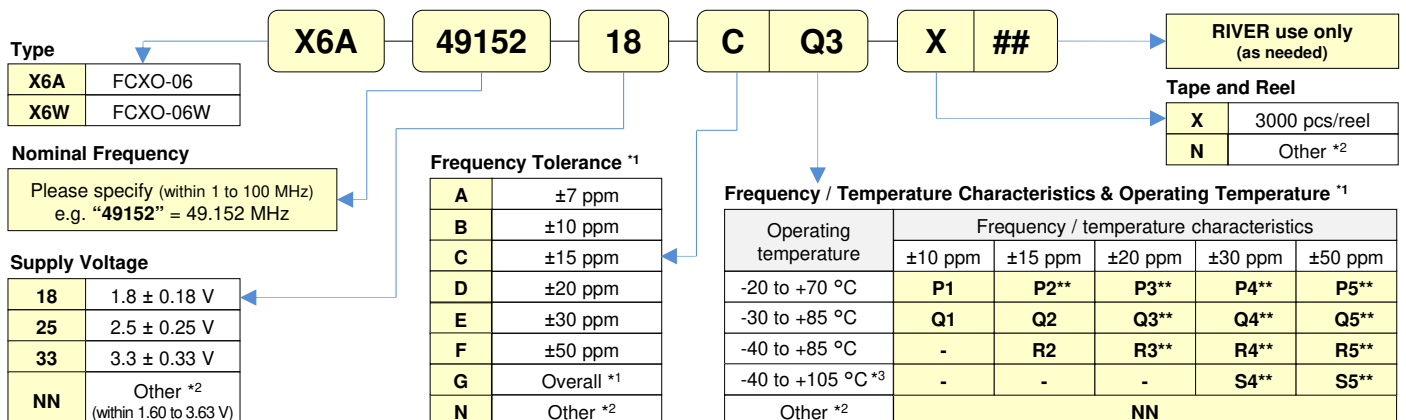 X6A 49152 18 C Q3 X ##
RIVER use only
(as needed)
Type
X6A FCXO-06
X6W FCXO-06W
Tape and Reel
X 3000 pcs/reel
N Other *2
Nominal Frequency
Please specify (within 1 to 100 MHz)
e.g. “49152” = 49.152 MHz
Supply Voltage
18 1.8 ± 0.18 V
25 2.5 ± 0.25 V
33 3.3 ± 0.33 V
NN Other *2
(within 1.60 to 3.63 V)
Frequency Tolerance *1
A ±7 ppm
B ±10 ppm
C ±15 ppm
D ±20 ppm
E ±30 ppm
F ±50 ppm
G Overall *1
N Other *2
Frequency / Temperature Characteristics & Operating Temperature *1
Operating
temperature
Frequency / temperature characteristics
±10 ppm ±15 ppm ±20 ppm ±30 ppm ±50 ppm
-20 to +70 °C P1 P2** P3** P4** P5**
-30 to +85 °C Q1 Q2 Q3** Q4** Q5**
-40 to +85 °C - R2 R3** R4** R5**
-40 to +105 °C *3 - - - S4** S5**
Other *2 NN